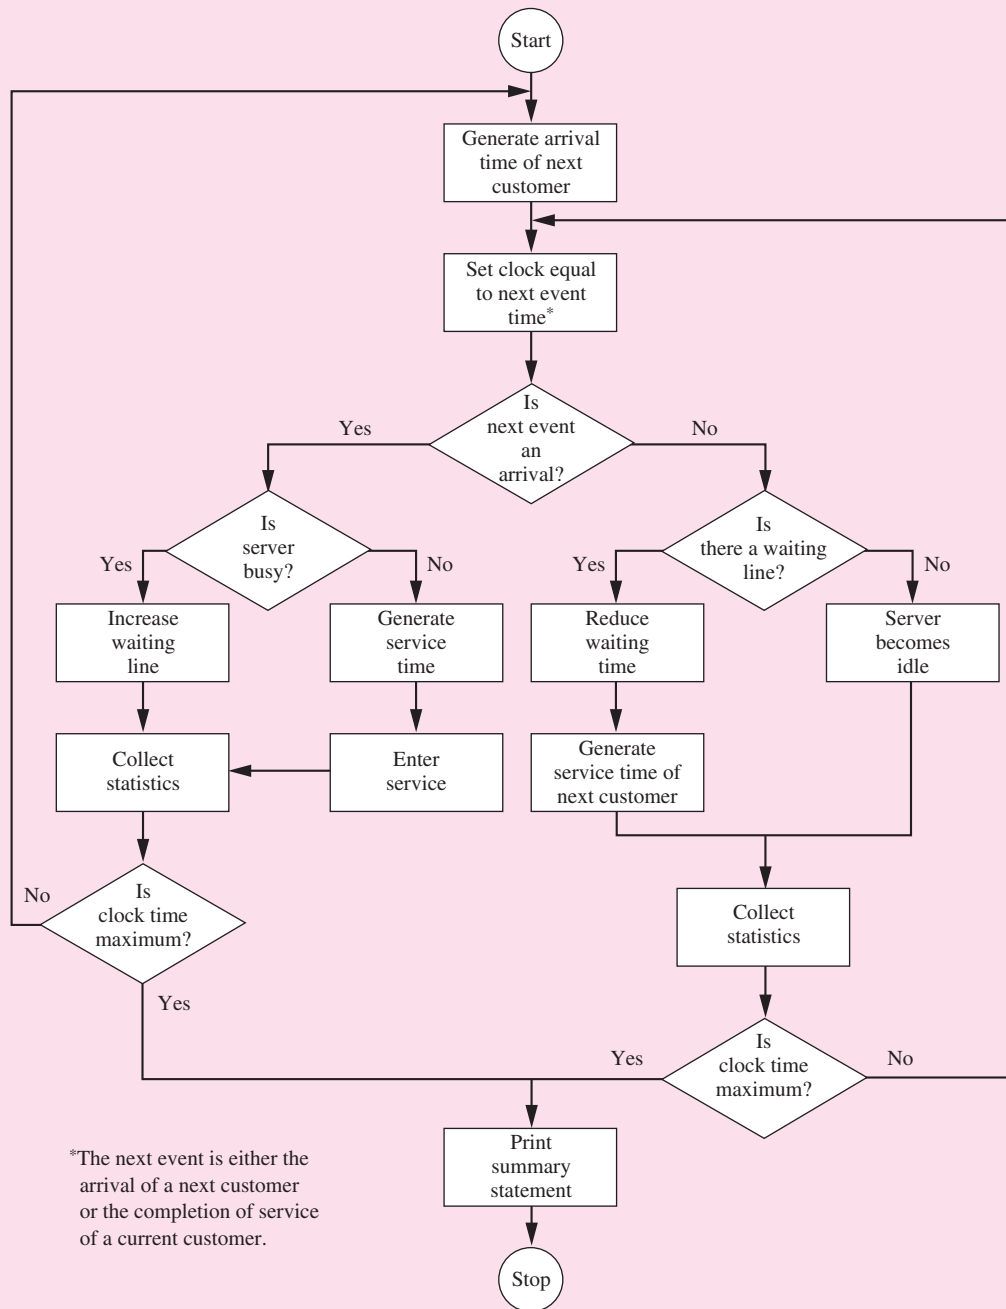 Start
Generate arrival
time of next
customer
Set clock equal
to next event
time*
Is
next event
an
arrival?
Yes
No
Is
server
busy?
Is
there a waiting
line?
Yes
No
Yes
No
Increase
waiting
line
Generate
service
time
Reduce
waiting
time
Server
becomes
idle
Collect
statistics
Enter
service
Generate
service time of
next customer
No
Is
clock time
maximum?
Yes
Collect
statistics
Yes
Is
clock time
maximum?
No
*The next event is either the
arrival of a next customer
or the completion of service
of a current customer.
Print
summary
statement
Stop